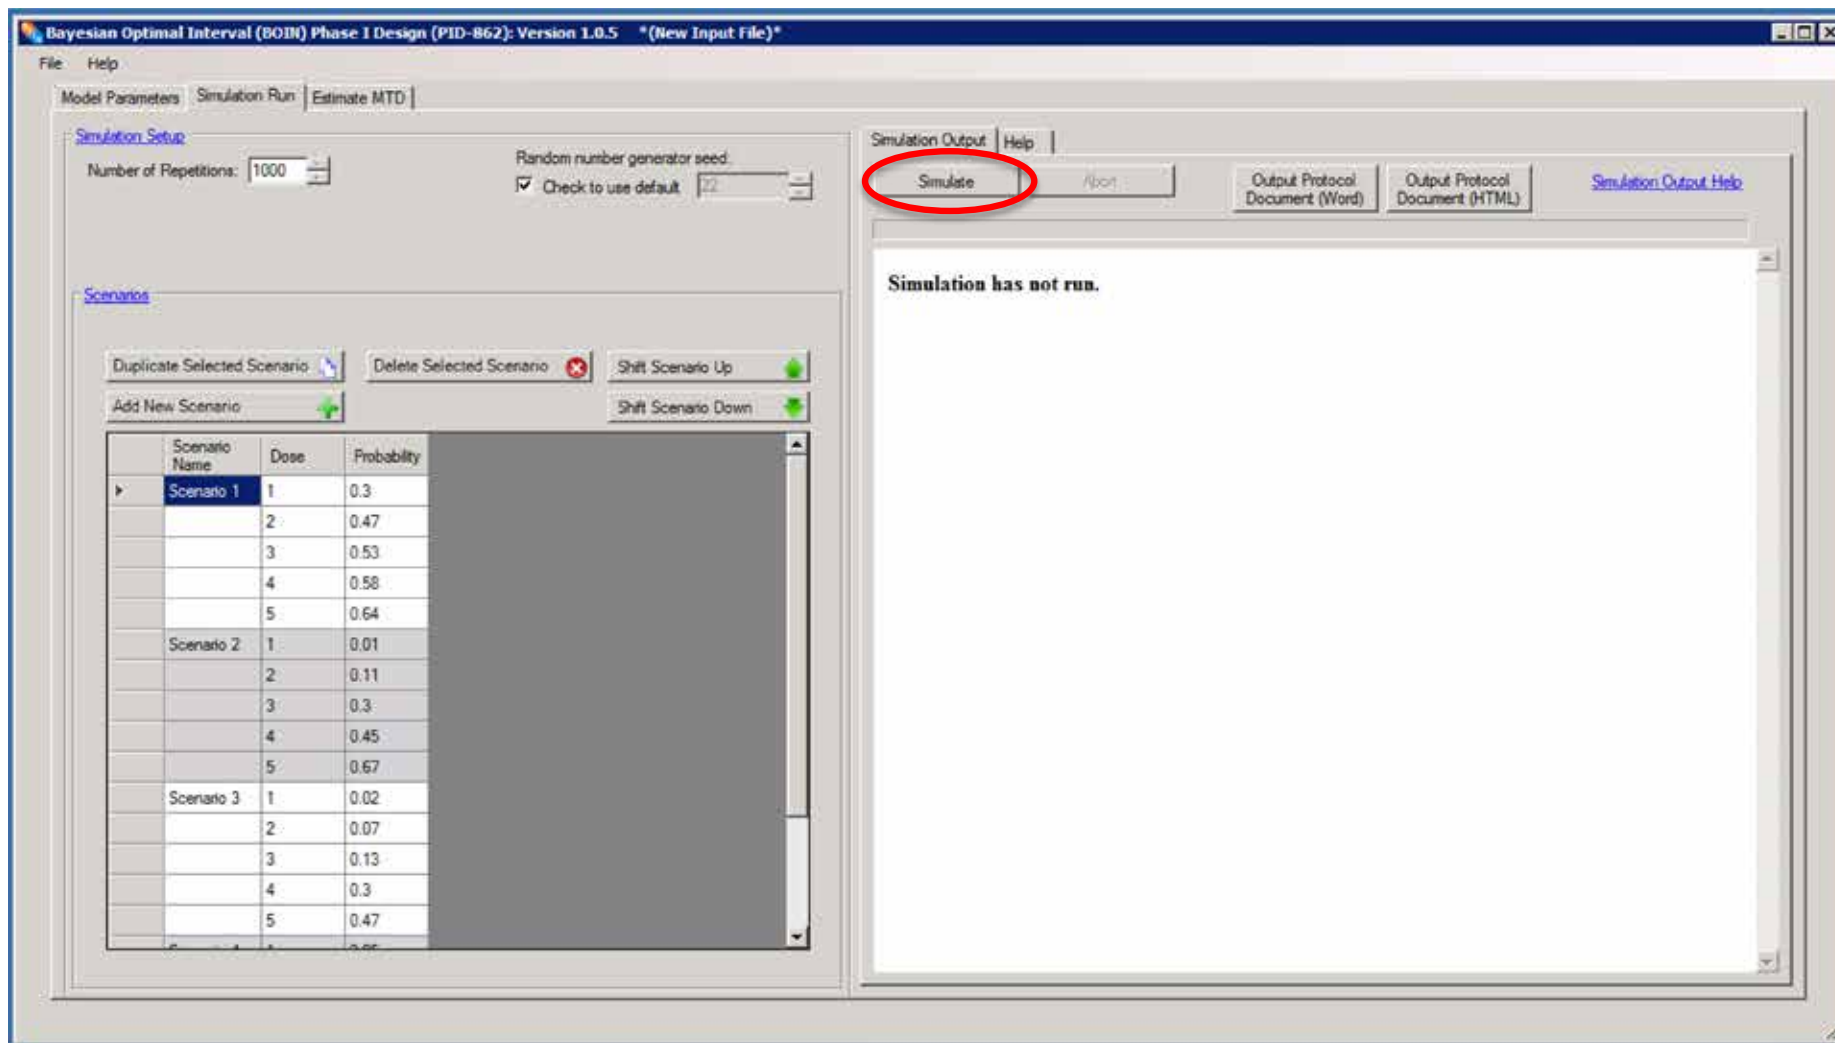 Bayesian Optimal Interval (BOIN) Phase I Design (PID-862): Version 1.0.5 *(New Input File)*
File Help
Model Parameters Simulation Run Estimate MTD
Simulation Setup
Number of Repetitions: 1000
Random number generator seed:
Check to use default 22
Scenarios
Duplicate Selected Scenario Delete Selected Scenario Shift Scenario Up
Add New Scenario Shift Scenario Down
Scenario Name Dose Probability
Scenario 1 1 0.3
2 0.47
3 0.53
4 0.58
5 0.64
Scenario 2 1 0.01
2 0.11
3 0.3
4 0.45
5 0.67
Scenario 3 1 0.02
2 0.07
3 0.13
4 0.3
5 0.47
Simulation Output Help
Simulate Abort Output Protocol Document (Word) Output Protocol Document (HTML) Simulation Output Help
Simulation has not run.